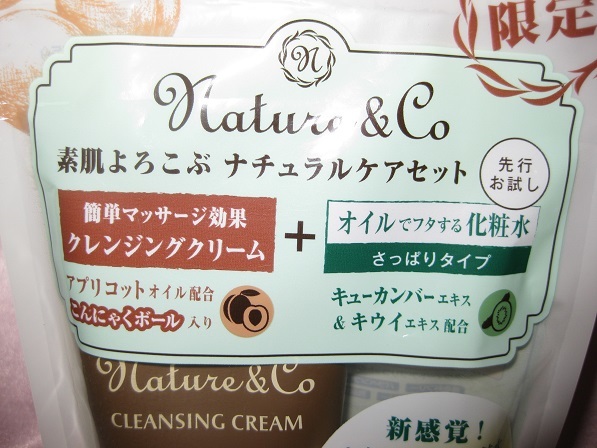 限定
n
nature&Co
素肌よろこぶ ナチュラルケアセット
先行
お試し
簡単マッサージ効果
クレンジングクリーム
+
オイルでフタする化粧水
さっぱりタイプ
アプリコットオイル配合
こんにゃくボール入り
キューカンバーエキス
&キウイエキス配合
nature&Co
CLEANSING CREAM
新感覚!